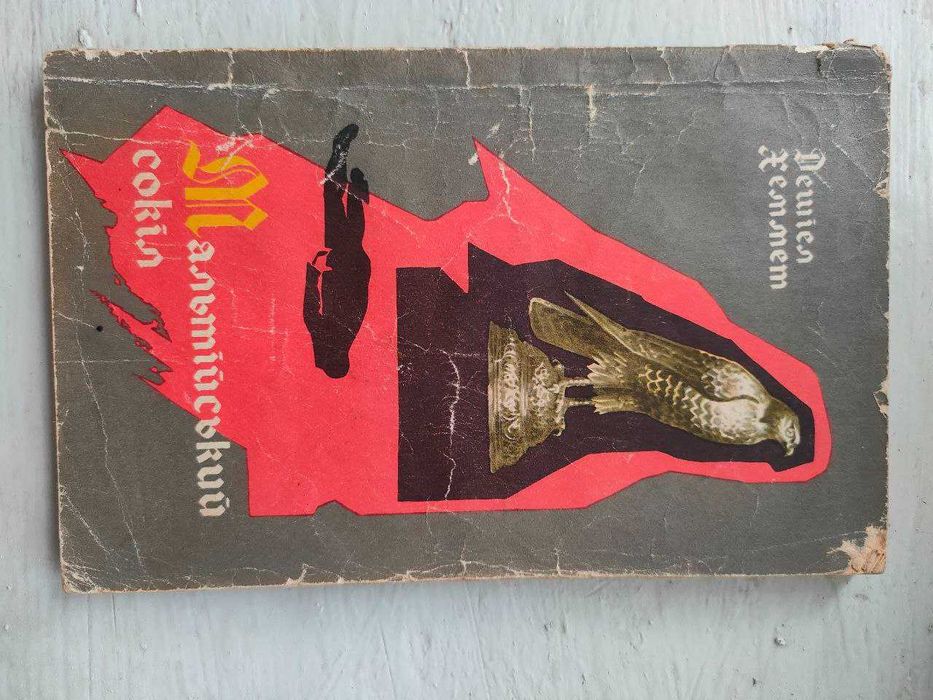 Дешіел
Хеммет
Мальтійський
сокіл